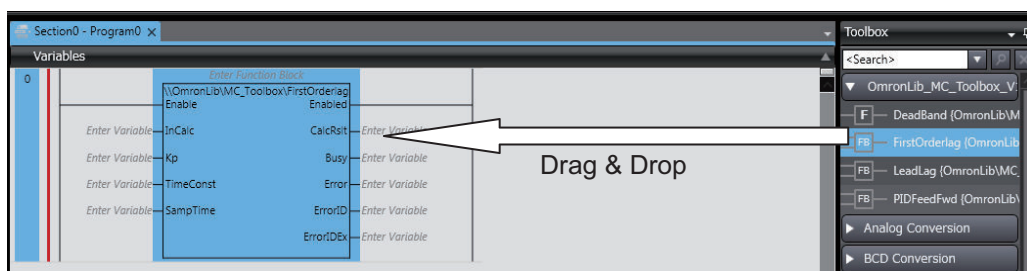 Section0 - Program0 ×
Variables
0
Enter Function Block
\\OmronLib\MC_Toolbox\FirstOrderlag
Enable Enabled
Enter Variable InCalc CalcRslt Enter Variable
Enter Variable Kp Busy Enter Variable
Enter Variable TimeConst Error Enter Variable
Enter Variable SampTime ErrorID Enter Variable
ErrorIDEx Enter Variable
Drag & Drop
Toolbox
<Search>
OmronLib_MC_Toolbox_V
F DeadBand {OmronLib\M
FB FirstOrderlag {OmronLib
FB LeadLag {OmronLib\MC_
FB PIDFeedFwd {OmronLib\
Analog Conversion
BCD Conversion